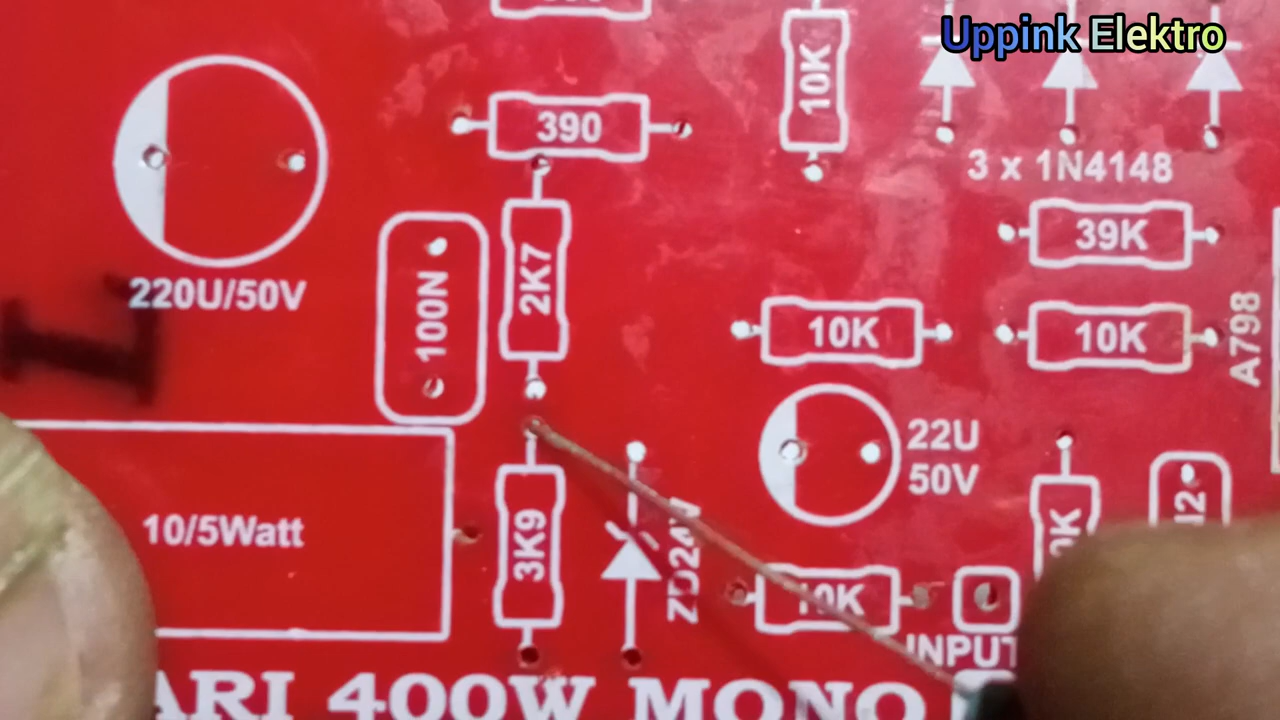 Uppink Elektro
10K
390
3 x 1N4148
39K
2K7
220U/50V
100N
10K
10K
A798
22U
50V
10/5Watt
3K9
10K
INPUT
ARI 400W MONO